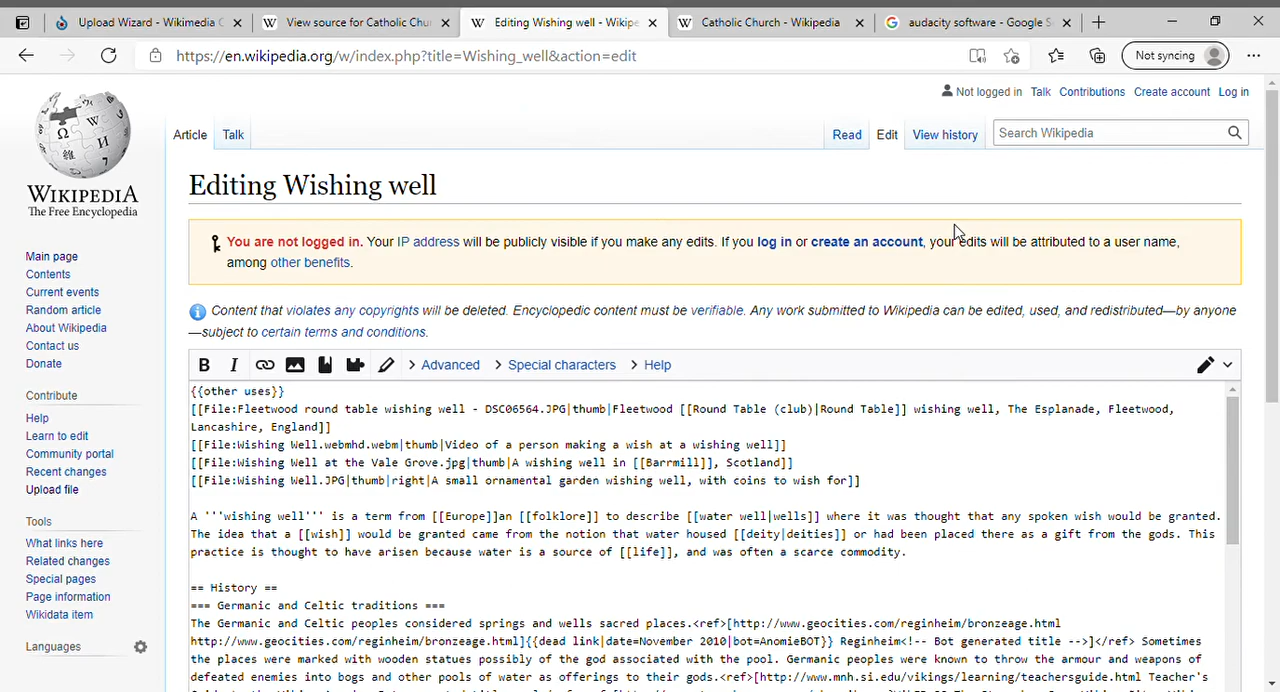 Upload Wizard - Wikimedia C
View source for Catholic Chur
Editing Wishing well - Wikipe
Catholic Church - Wikipedia
audacity software - Google S
https://en.wikipedia.org/w/index.php?title=Wishing_well&action=edit
Not syncing
Not logged in Talk Contributions Create account Log in
Article Talk Read Edit View history Search Wikipedia
WIKIPEDIA
The Free Encyclopedia
Main page
Contents
Current events
Random article
About Wikipedia
Contact us
Donate
Contribute
Help
Learn to edit
Community portal
Recent changes
Upload file
Tools
What links here
Related changes
Special pages
Page information
Wikidata item
Languages
Editing Wishing well
You are not logged in. Your IP address will be publicly visible if you make any edits. If you log in or create an account, your edits will be attributed to a user name,
among other benefits.
Content that violates any copyrights will be deleted. Encyclopedic content must be verifiable. Any work submitted to Wikipedia can be edited, used, and redistributed—by anyone
—subject to certain terms and conditions.
B I Advanced Special characters Help
{{other uses}}
[[File:Fleetwood round table wishing well - DSC06564.JPG|thumb|Fleetwood [[Round Table (club)|Round Table]] wishing well, The Esplanade, Fleetwood,
Lancashire, England]]
[[File:Wishing Well.webmhd.webm|thumb|Video of a person making a wish at a wishing well]]
[[File:Wishing Well at the Vale Grove.jpg|thumb|A wishing well in [[Barrmill]], Scotland]]
[[File:Wishing Well.JPG|thumb|right|A small ornamental garden wishing well, with coins to wish for]]
A '''wishing well''' is a term from [[Europe]]an [[folklore]] to describe [[water well|wells]] where it was thought that any spoken wish would be granted.
The idea that a [[wish]] would be granted came from the notion that water housed [[deity|deities]] or had been placed there as a gift from the gods. This
practice is thought to have arisen because water is a source of [[life]], and was often a scarce commodity.
== History ==
=== Germanic and Celtic traditions ===
The Germanic and Celtic peoples considered springs and wells sacred places.<ref>[http://www.geocities.com/reginheim/bronzeage.html
http://www.geocities.com/reginheim/bronzeage.html]{{dead link|date=November 2010|bot=AnomieBOT}} Reginheim<!-- Bot generated title -->]</ref> Sometimes
the places were marked with wooden statues possibly of the god associated with the pool. Germanic peoples were known to throw the armour and weapons of
defeated enemies into bogs and other pools of water as offerings to their gods.<ref>[http://www.mnh.si.edu/vikings/learning/teachersguide.html Teacher's